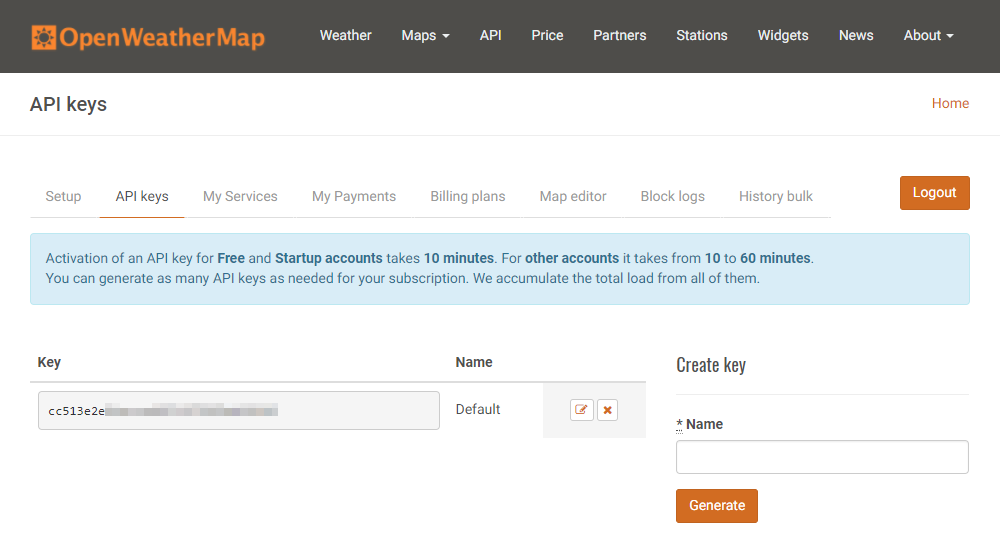 OpenWeatherMap
Weather Maps API Price Partners Stations Widgets News About
API keys
Home
Setup API keys My Services My Payments Billing plans Map editor Block logs History bulk
Logout
Activation of an API key for Free and Startup accounts takes 10 minutes. For other accounts it takes from 10 to 60 minutes.
You can generate as many API keys as needed for your subscription. We accumulate the total load from all of them.
Key Name
cc513e2e
Default
Create key
* Name
Generate